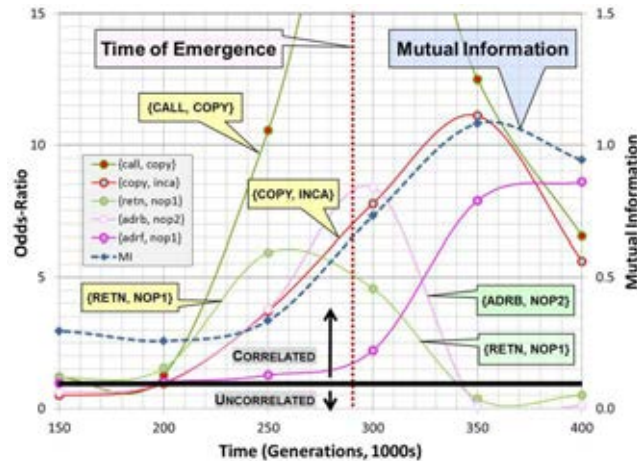 15
1.5
Time of Emergence
Mutual Information
{CALL, COPY}
10
1.0
{call, copy}
{copy, inca}
{retn, nop1}
{adrb, nop2}
{adrf, nop1}
MI
{COPY, INCA}
Odds-Ratio
Mutual Information
5
0.5
{RETN, NOP1}
{ADRB, NOP2}
{RETN, NOP1}
CORRELATED
UNCORRELATED
0
0.0
150
200
250
300
350
400
Time (Generations, 1000s)